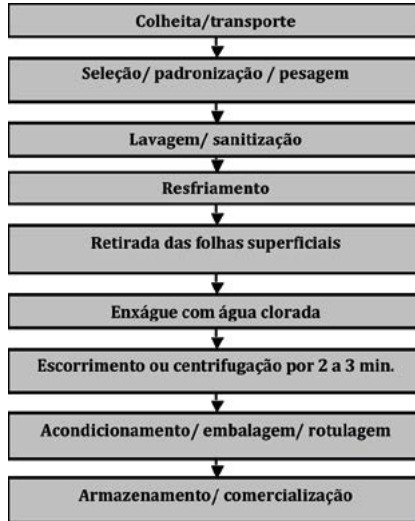 Colheita/transporte
Seleção/ padronização / pesagem
Lavagem/ sanitização
Resfriamento
Retirada das folhas superficiais
Enxágue com água clorada
Escorrimento ou centrifugação por 2 a 3 min.
Acondicionamento/ embalagem/ rotulagem
Armazenamento/ comercialização